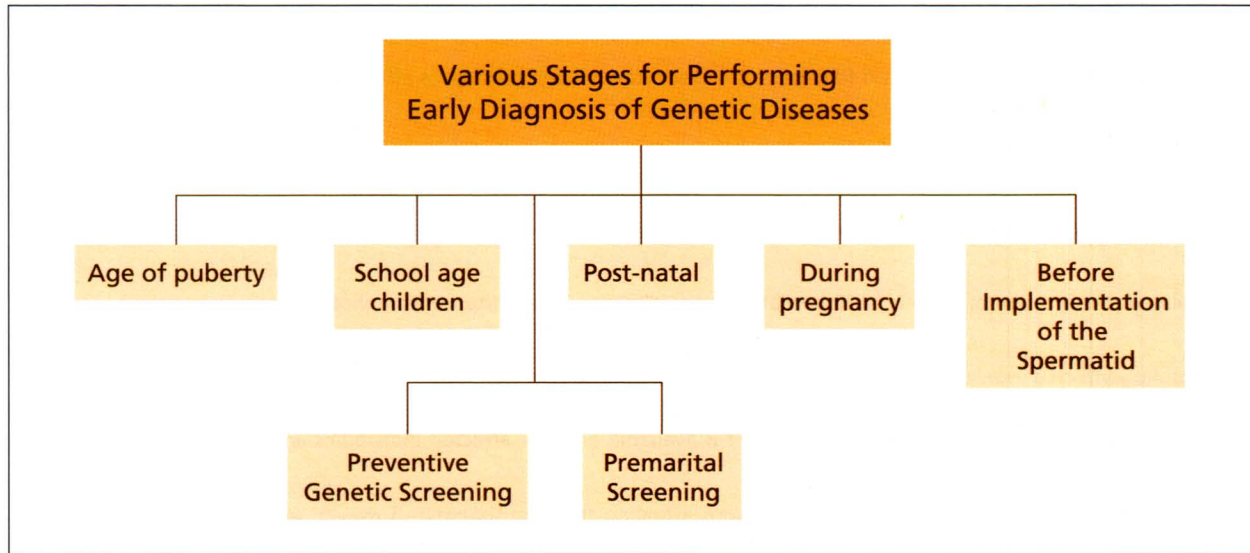 Various Stages for Performing
Early Diagnosis of Genetic Diseases
Age of puberty
School age
children
Post-natal
During
pregnancy
Before
Implementation
of the
Spermatid
Preventive
Genetic Screening
Premarital
Screening